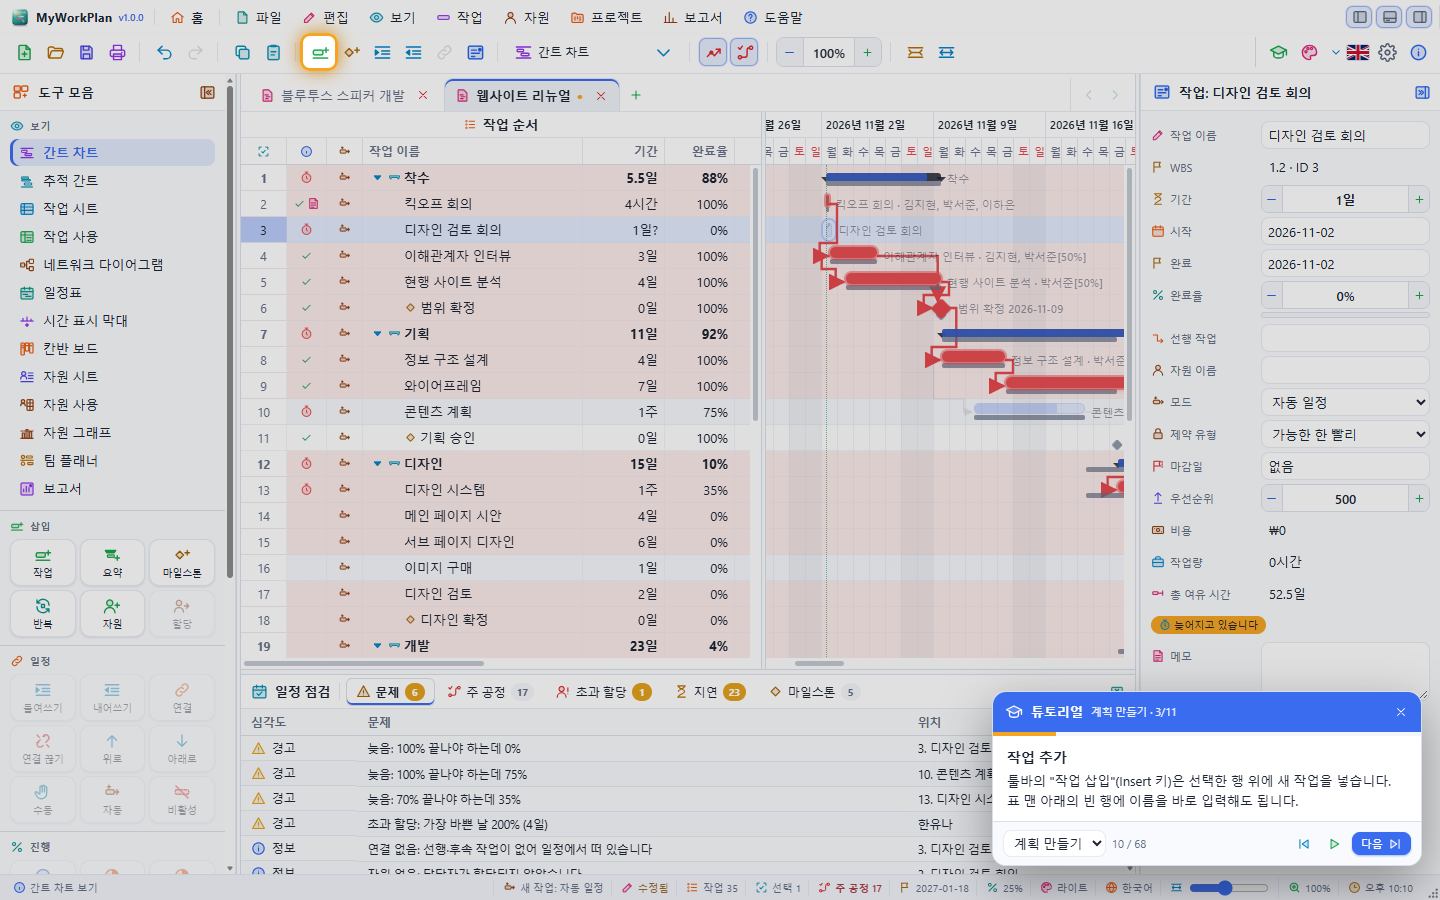 MyWorkPlan v1.0.0 홈 파일 편집 보기 작업 자원 프로젝트 보고서 도움말
간트 차트 100%
도구 모음
보기
간트 차트
추적 간트
작업 시트
작업 사용
네트워크 다이어그램
일정표
시간 표시 막대
칸반 보드
자원 시트
자원 사용
자원 그래프
팀 플래너
보고서
삽입
작업 요약 마일스톤
반복 자원 할당
일정
들여쓰기 내어쓰기 연결
연결 끊기 위로 아래로
수동 자동 비활성
진행
블루투스 스피커 개발 웹사이트 리뉴얼
작업 순서
작업 이름 기간 완료율
1 착수 5.5일 88%
2 킥오프 회의 4시간 100%
3 디자인 검토 회의 1일? 0%
4 이해관계자 인터뷰 3일 100%
5 현행 사이트 분석 4일 100%
6 범위 확정 0일 100%
7 기획 11일 92%
8 정보 구조 설계 4일 100%
9 와이어프레임 7일 100%
10 콘텐츠 계획 1주 75%
11 기획 승인 0일 100%
12 디자인 15일 10%
13 디자인 시스템 1주 35%
14 메인 페이지 시안 4일 0%
15 서브 페이지 디자인 6일 0%
16 이미지 구매 1일 0%
17 디자인 검토 2일 0%
18 디자인 확정 0일 0%
19 개발 23일 4%
월 26일 2026년 11월 2일 2026년 11월 9일 2026년 11월 16일
목 금 토 일 월 화 수 목 금 토 일 월 화 수 목 금 토 일 월 화 수 목 금 토
착수
킥오프 회의 · 김지현, 박서준, 이하은
디자인 검토 회의
이해관계자 인터뷰 · 김지현, 박서준[50%]
현행 사이트 분석 · 박서준[50%]
범위 확정 2026-11-09
정보 구조 설계 · 박서준
콘텐츠
작업: 디자인 검토 회의
작업 이름 디자인 검토 회의
WBS 1.2 · ID 3
기간 1일
시작 2026-11-02
완료 2026-11-02
완료율 0%
선행 작업
자원 이름
모드 자동 일정
제약 유형 가능한 한 빨리
마감일 없음
우선순위 500
비용 ₩0
작업량 0시간
총 여유 시간 52.5일
늦어지고 있습니다
메모
일정 점검 문제 6 주 공정 17 초과 할당 1 지연 23 마일스톤 5
심각도 문제 위치
경고 늦음: 100% 끝나야 하는데 0% 3. 디자인 검토
경고 늦음: 100% 끝나야 하는데 75% 10. 콘텐츠 계획
경고 늦음: 70% 끝나야 하는데 35% 13. 디자인 시스
경고 초과 할당: 가장 바쁜 날 200% (4일) 한유나
정보 연결 없음: 선행·후속 작업이 없어 일정에서 떠 있습니다 3. 디자인 검토
튜토리얼 계획 만들기 · 3/11
작업 추가
툴바의 "작업 삽입"(Insert 키)은 선택한 행 위에 새 작업을 넣습니다.
표 맨 아래의 빈 행에 이름을 바로 입력해도 됩니다.
계획 만들기 10 / 68 다음
간트 차트 보기 새 작업: 자동 일정 수정됨 작업 35 선택 1 주 공정 17 2027-01-18 25% 라이트 한국어 100% 오후 10:10